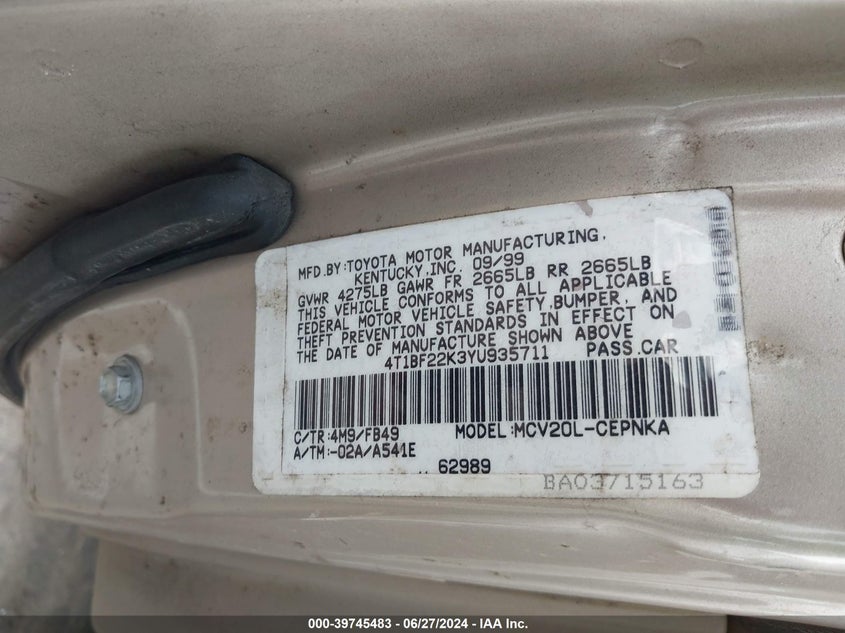 MFD.BY:TOYOTA MOTOR MANUFACTURING,
KENTUCKY,INC. 09/99
GVWR 4275LB GAWR FR 2665LB RR 2665LB
THIS VEHICLE CONFORMS TO ALL APPLICABLE
FEDERAL MOTOR VEHICLE SAFETY,BUMPER, AND
THEFT PREVENTION STANDARDS IN EFFECT ON
THE DATE OF MANUFACTURE SHOWN ABOVE
4T1BF22K3YU935711 PASS.CAR
C/TR:4M9/FB49 MODEL:MCV20L-CEPNKA
A/TM:-02A/A541E
.. 62989
BA03715163
000-39745483 - 06/27/2024 - IAA Inc.